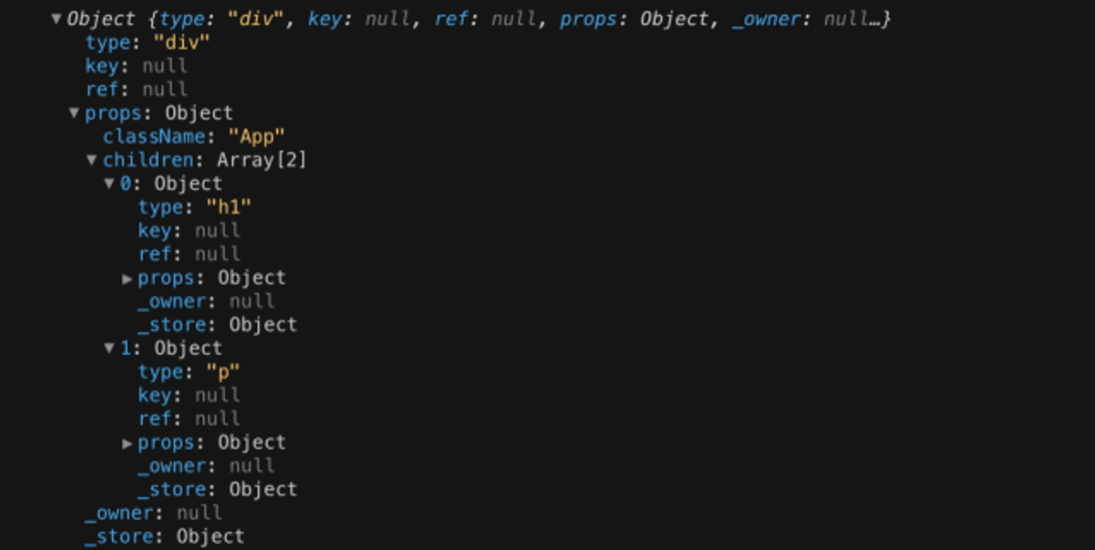 ▼Object {type: "div", key: null, ref: null, props: Object, _owner: null…}
type: "div"
key: null
ref: null
▼props: Object
className: "App"
▼children: Array[2]
▼0: Object
type: "h1"
key: null
ref: null
▶props: Object
_owner: null
_store: Object
▼1: Object
type: "p"
key: null
ref: null
▶props: Object
_owner: null
_store: Object
_owner: null
_store: Object